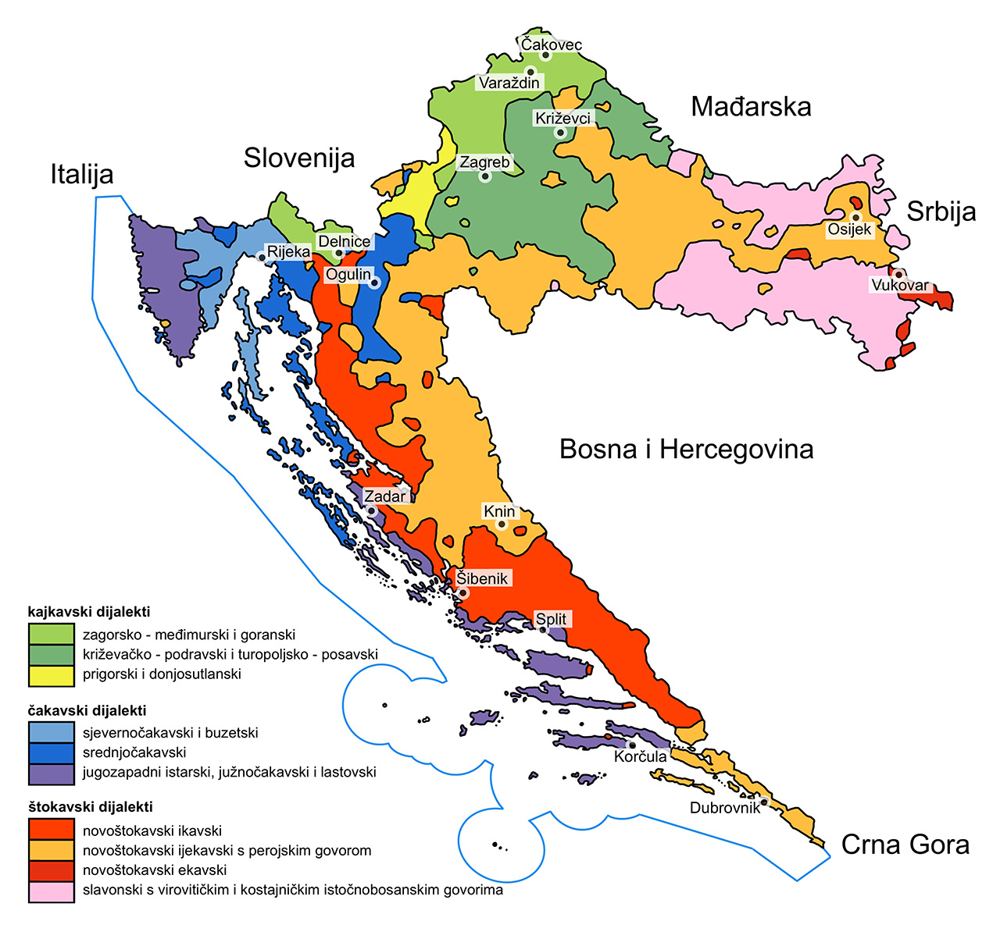 Čakovec
Varaždin
Mađarska
Križevci
Slovenija
Zagreb
Italija
Srbija
Osijek
Delnice
Rijeka
Ogulin
Vukovar
Bosna i Hercegovina
Zadar
Knin
Šibenik
Split
Korčula
Dubrovnik
Crna Gora
kajkavski dijalekti
zagorsko - međimurski i goranski
križevačko - podravski i turopoljsko - posavski
prigorski i donjosutlanski
čakavski dijalekti
sjevernočakavski i buzetski
srednjočakavski
jugozapadni istarski, južnočakavski i lastovski
štokavski dijalekti
novoštokavski ikavski
novoštokavski ijekavski s perojskim govorom
novoštokavski ekavski
slavonski s virovitičkim i kostajničkim istočnobosanskim govorima